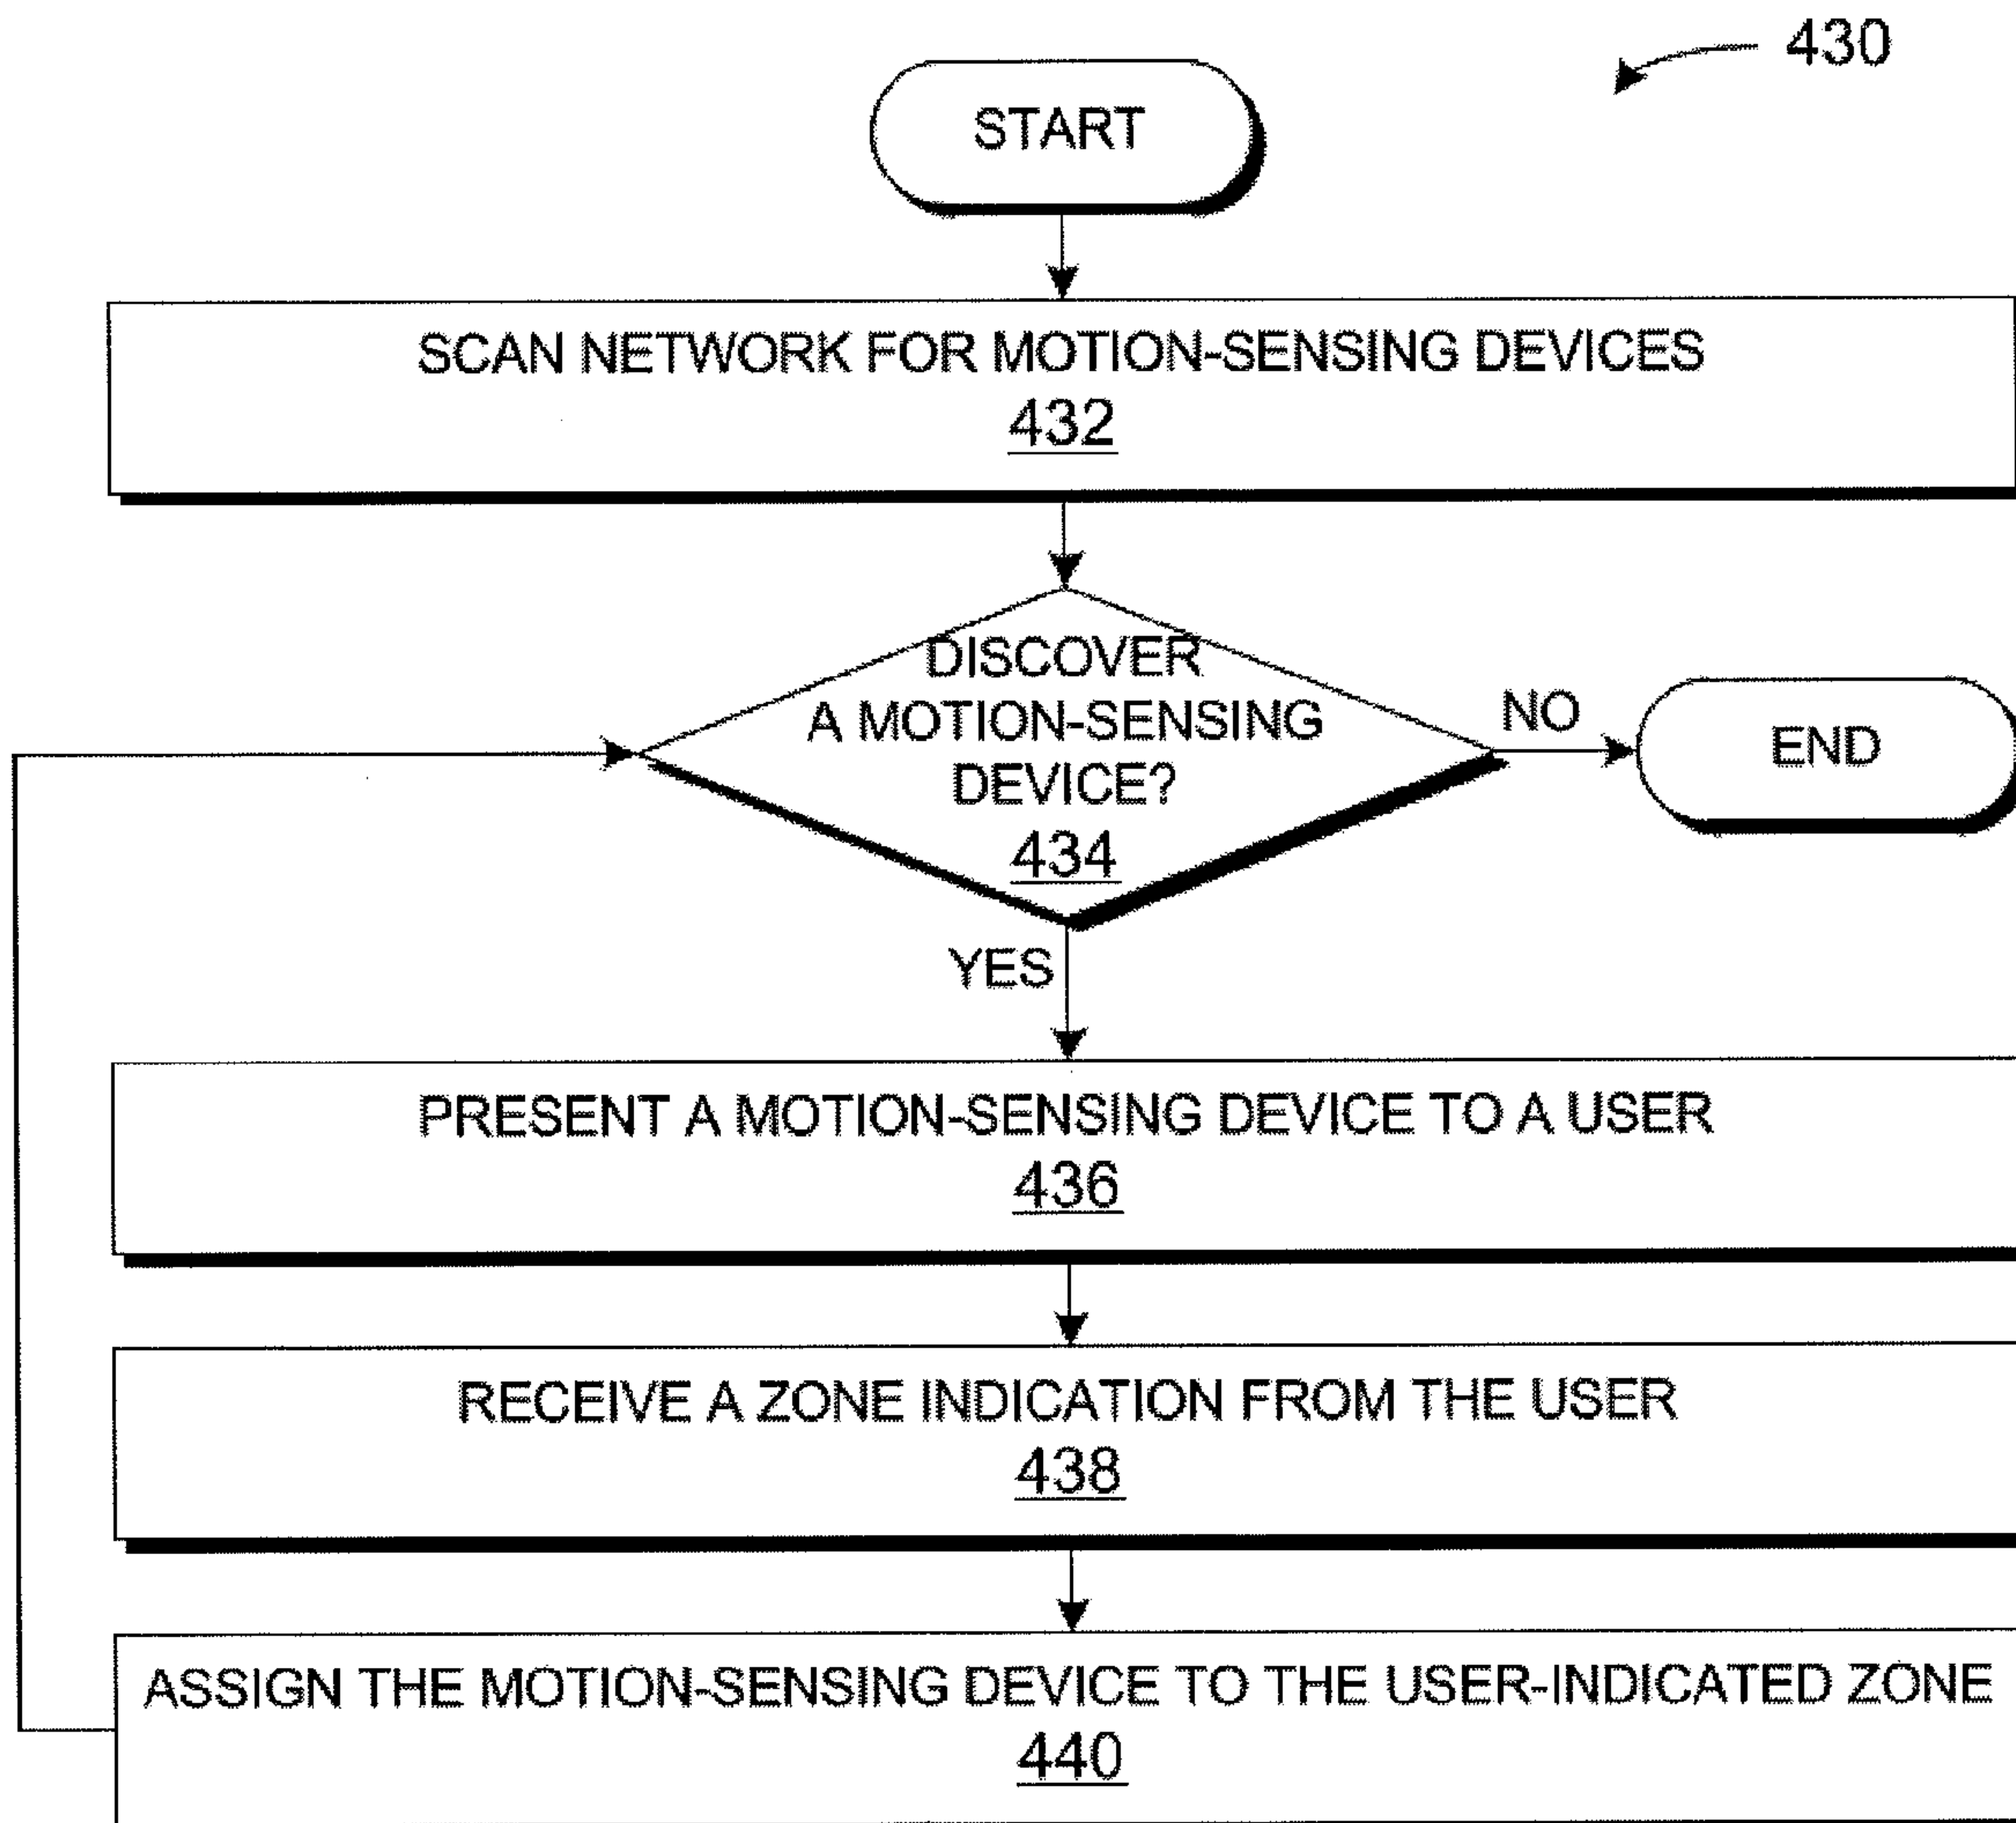 430
START
SCAN NETWORK FOR MOTION-SENSING DEVICES
432
DISCOVER
A MOTION-SENSING
DEVICE?
434
NO
END
YES
PRESENT A MOTION-SENSING DEVICE TO A USER
436
RECEIVE A ZONE INDICATION FROM THE USER
438
ASSIGN THE MOTION-SENSING DEVICE TO THE USER-INDICATED ZONE
440